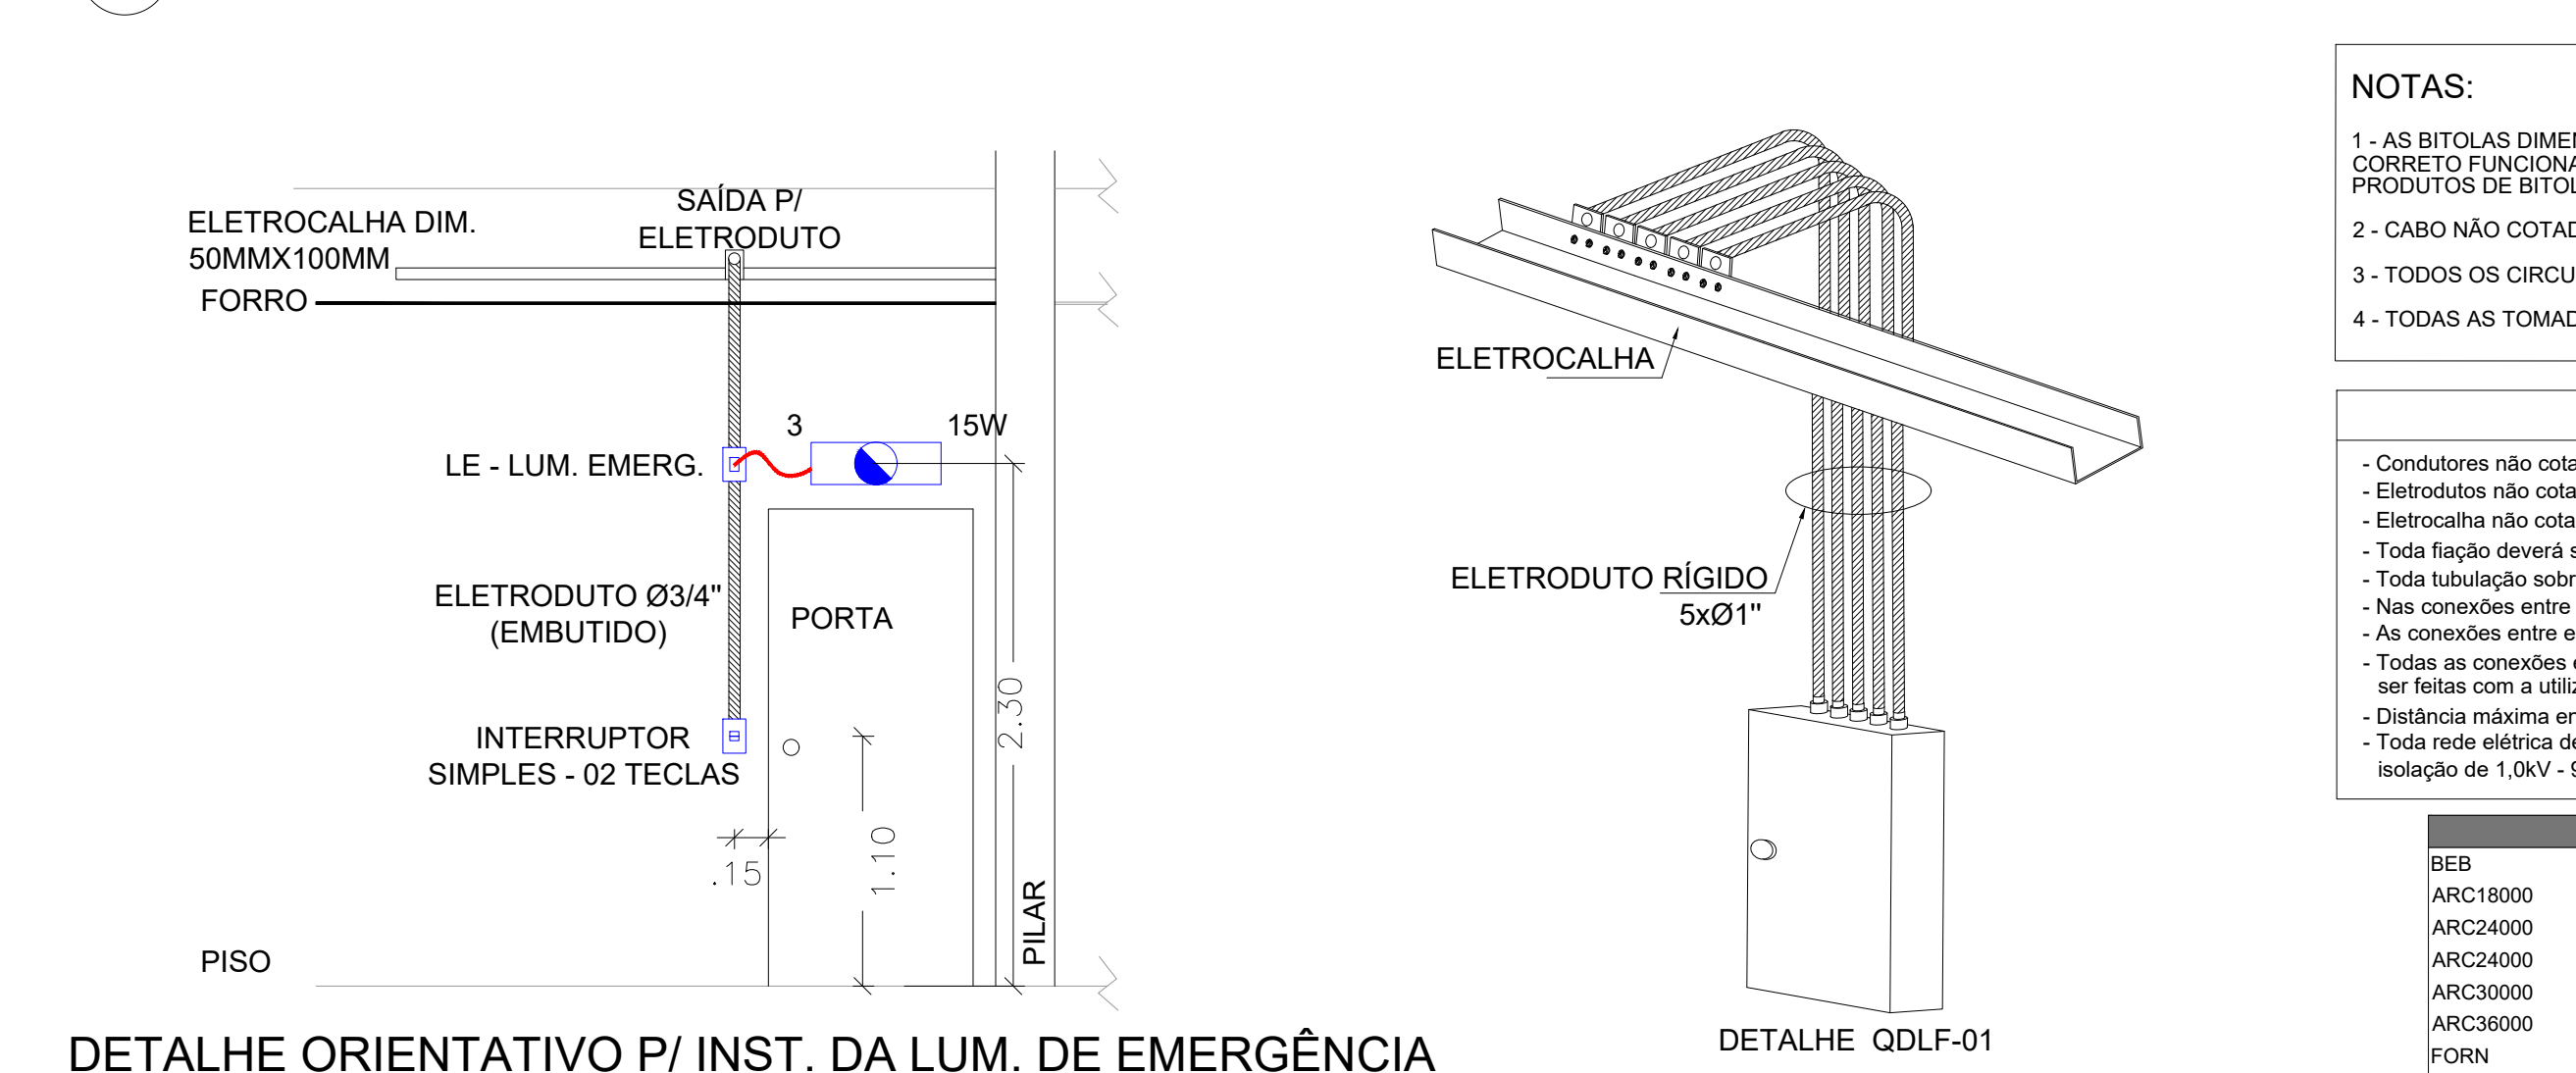 ELETROCALHA DIM.
50MMX100MM
SAÍDA P/
ELETRODUTO
FORRO
3
15W
LE - LUM. EMERG.
ELETRODUTO Ø3/4"
(EMBUTIDO)
PORTA
INTERRUPTOR
SIMPLES - 02 TECLAS
2.30
1.10
.15
PILAR
PISO
DETALHE ORIENTATIVO P/ INST. DA LUM. DE EMERGÊNCIA
ELETROCALHA
ELETRODUTO RÍGIDO
5xØ1"
DETALHE QDLF-01
NOTAS:
1 - AS BITOLAS
CORRETO
PRODUTOS DE
2 - CABO NÃO
3 - TODOS OS
4 - TODAS AS
- Condutores não
- Eletrodutos não
- Eletrocalha não
- Toda fiação deverá
- Toda tubulação
- Nas conexões entre
- As conexões entre
- Todas as conexões
ser feitas com a
- Distância máxima
- Toda rede elétrica
isolação de 1,0kV -
BEB
ARC18000
ARC24000
ARC24000
ARC30000
ARC36000
FORN